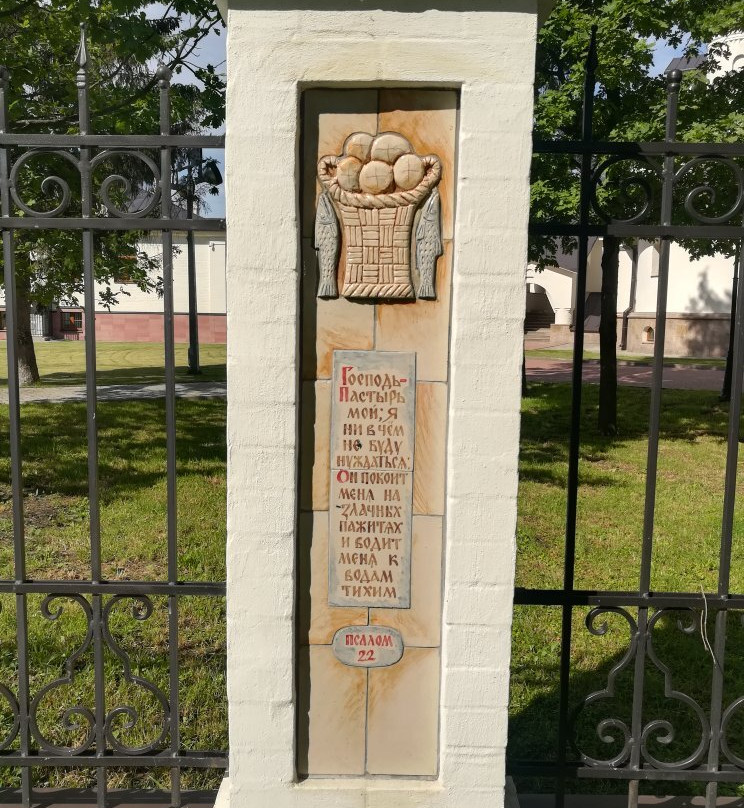 Господь-
Пастырь
мой; я
ни в чем
не буду
нуждаться:
Он покоит
меня на
злачных
пажитях
и водит
меня к
водам
тихим
псалом
22